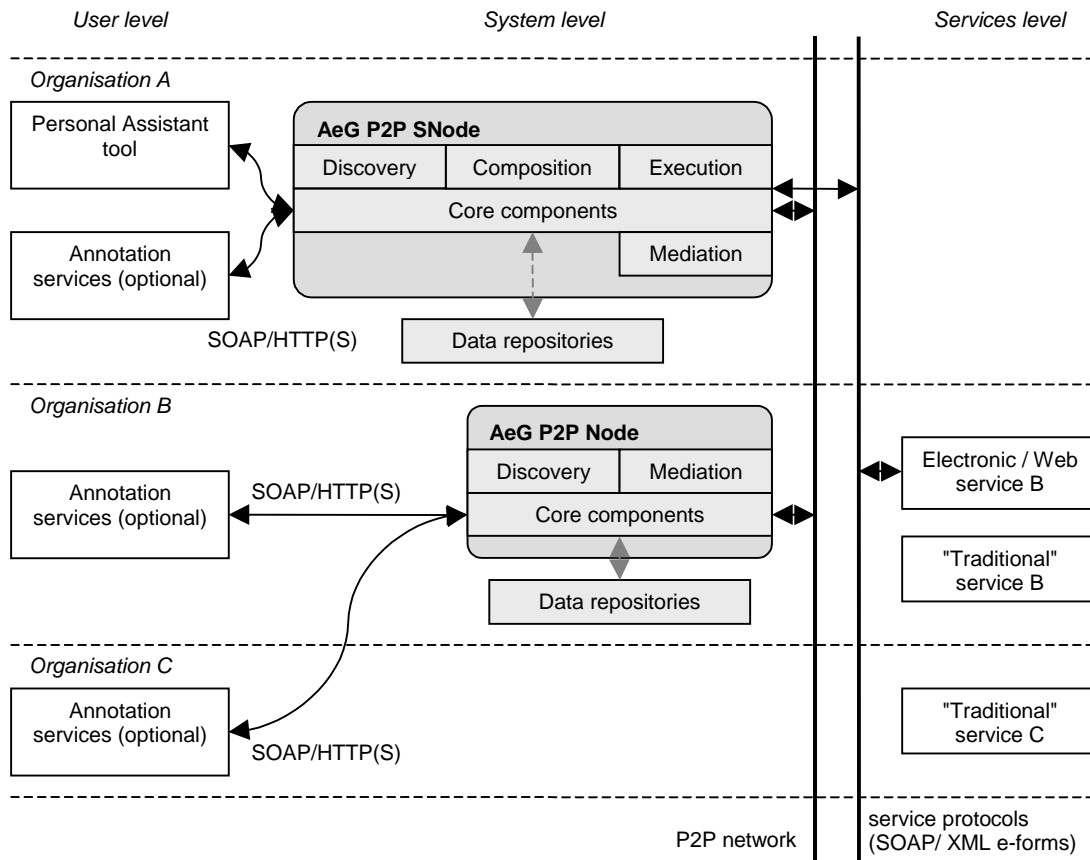 User level
System level
Services level
Organisation A
Personal Assistant
tool
AeG P2P SNode
Discovery
Composition
Execution
Core components
Mediation
Annotation
services (optional)
SOAP/HTTP(S)
Data repositories
Organisation B
AeG P2P Node
Discovery
Mediation
Core components
Annotation
services (optional)
SOAP/HTTP(S)
Data repositories
Electronic / Web
service B
"Traditional"
service B
Organisation C
Annotation
services (optional)
SOAP/HTTP(S)
"Traditional"
service C
P2P network
service protocols
(SOAP/ XML e-forms)